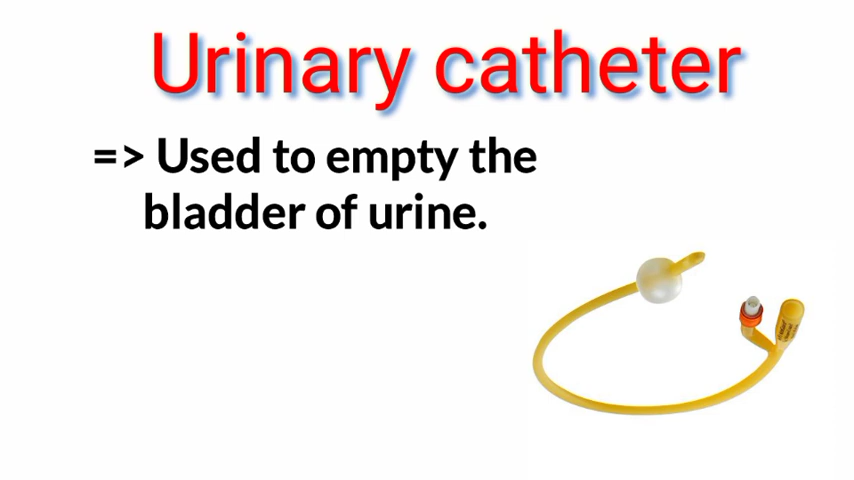 Urinary catheter
=> Used to empty the
bladder of urine.